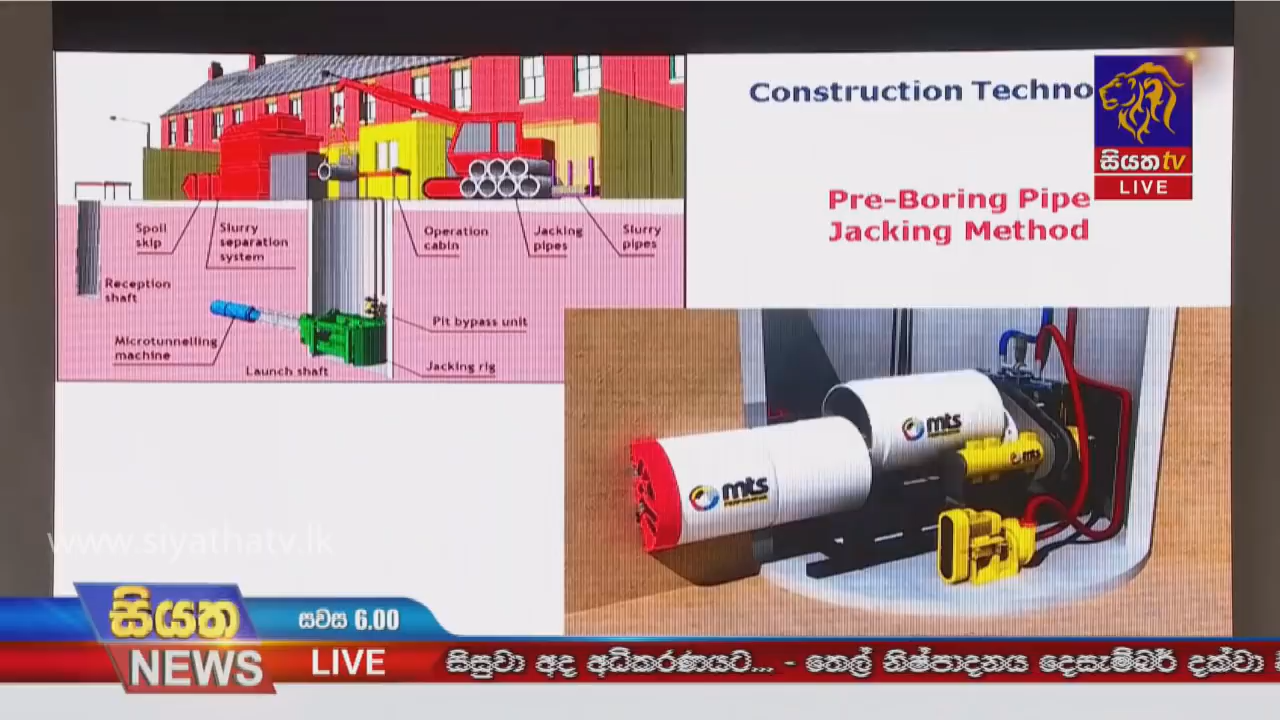 Construction Techno
සියත tv
LIVE
Pre-Boring Pipe
Jacking Method
Spoil
skip
Slurry
separation
system
Operation
cabin
Jacking
pipes
Slurry
pipes
Reception
shaft
Microtunnelling
machine
Launch shaft
Pit bypass unit
Jacking rig
mts
mts
mts
www.siyathatv.lk
සියත
සවස 6.00
NEWS
LIVE
සිසුවා අද අධිකරණයට... - තෙල් නිෂ්පාදනය දෙසැම්බර් දක්වා